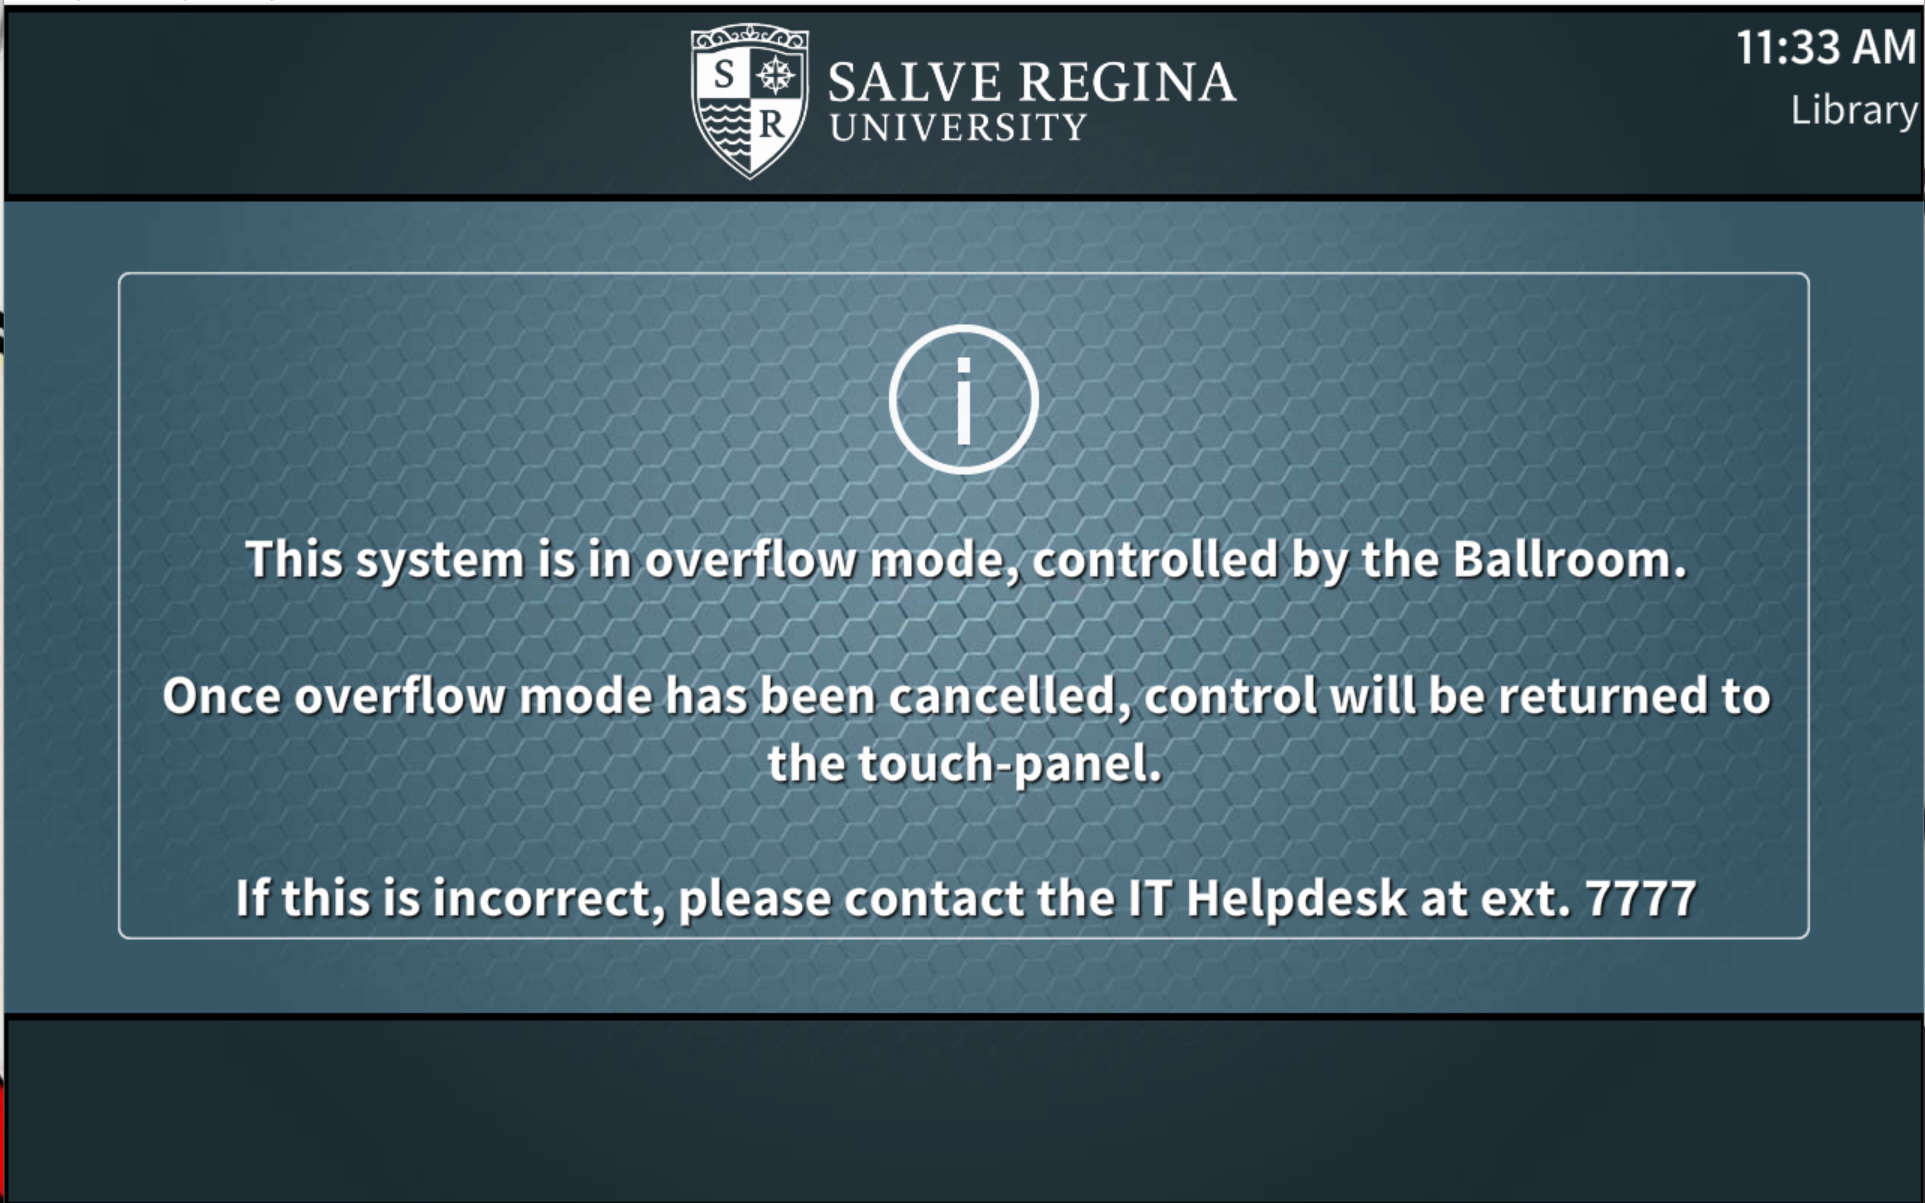 11:33 AM
Library
S
R
SALVE REGINA
UNIVERSITY
i
This system is in overflow mode, controlled by the Ballroom.
Once overflow mode has been cancelled, control will be returned to
the touch-panel.
If this is incorrect, please contact the IT Helpdesk at ext. 7777